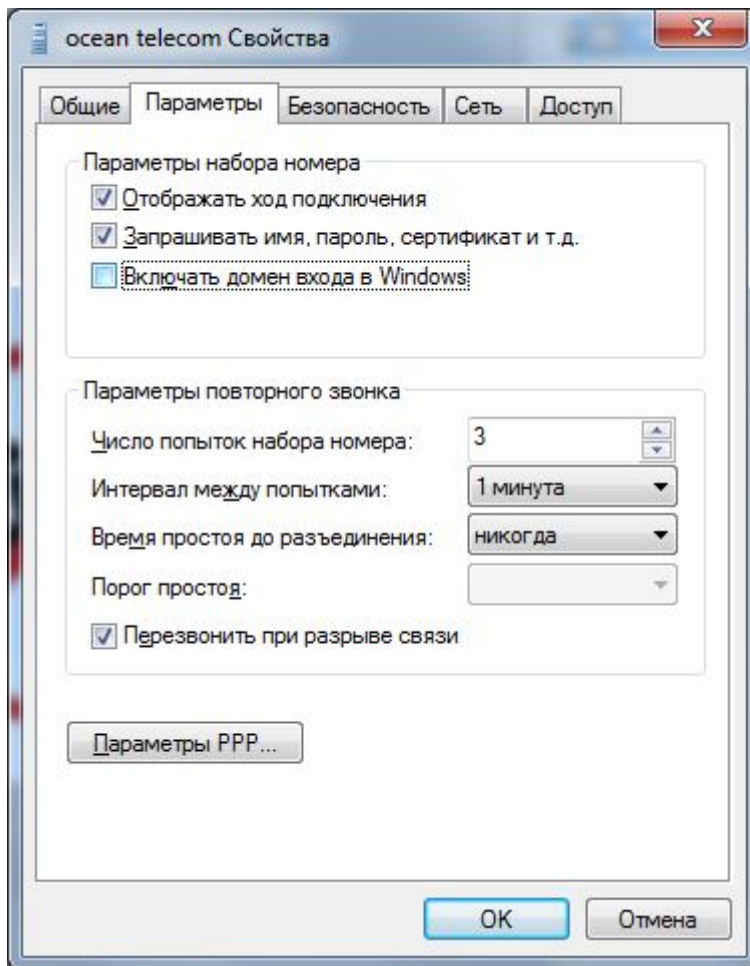 ocean telecom Свойства
Общие Параметры Безопасность Сеть Доступ
Параметры набора номера
Отображать ход подключения
Запрашивать имя, пароль, сертификат и т.д.
Включать домен входа в Windows
Параметры повторного звонка
Число попыток набора номера: 3
Интервал между попытками: 1 минута
Время простоя до разъединения: никогда
Порог простоя:
Перезвонить при разрыве связи
Параметры PPP...
OK Отмена